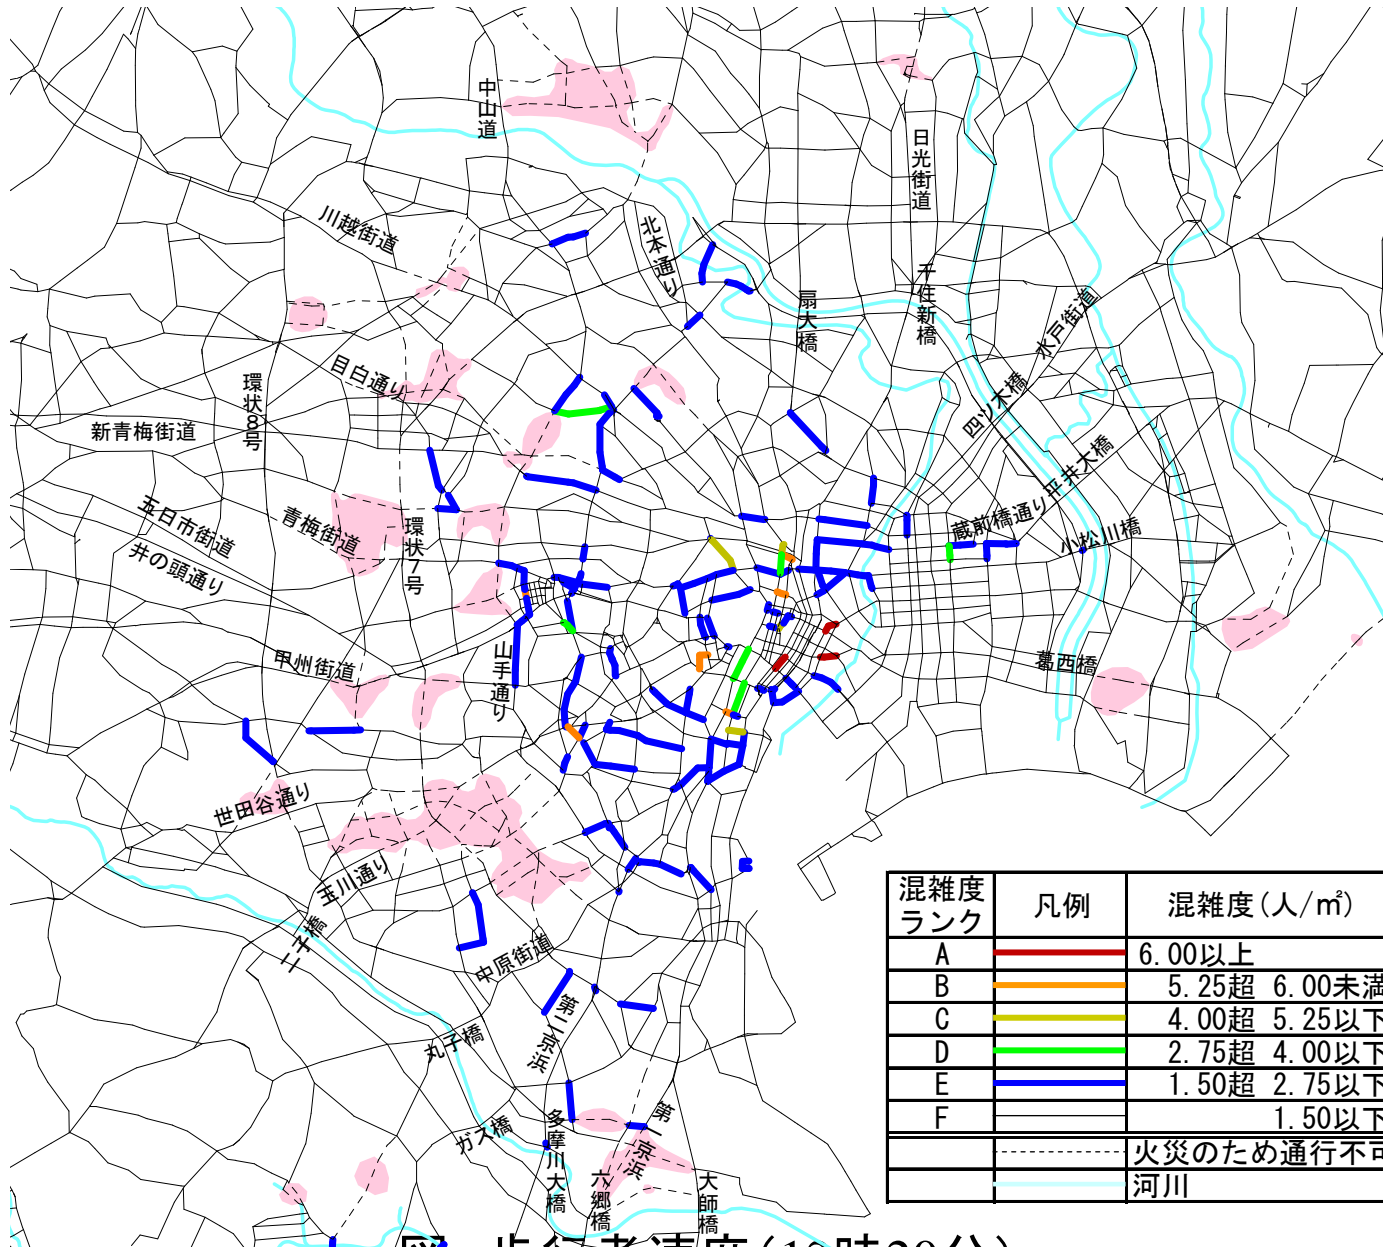 中山道
日光街道
川越街道
北本通り
千住新橋
扇大橋
水戸街道
目白通り
環状8号
四ツ木橋
新青梅街道
平井大橋
五日市街道
青梅街道
環状7号
蔵前橋通り
小松川橋
井の頭通り
甲州街道
山手通り
葛西橋
世田谷通り
玉川通り
二子橋
中原街道
第二京浜
丸子橋
ガス橋
多摩川大橋
第一京浜
六郷橋
大師橋
混雑度ランク 凡例 混雑度(人/㎡)
A 6.00以上
B 5.25超 6.00未満
C 4.00超 5.25以下
D 2.75超 4.00以下
E 1.50超 2.75以下
F 1.50以下
火災のため通行不可
河川